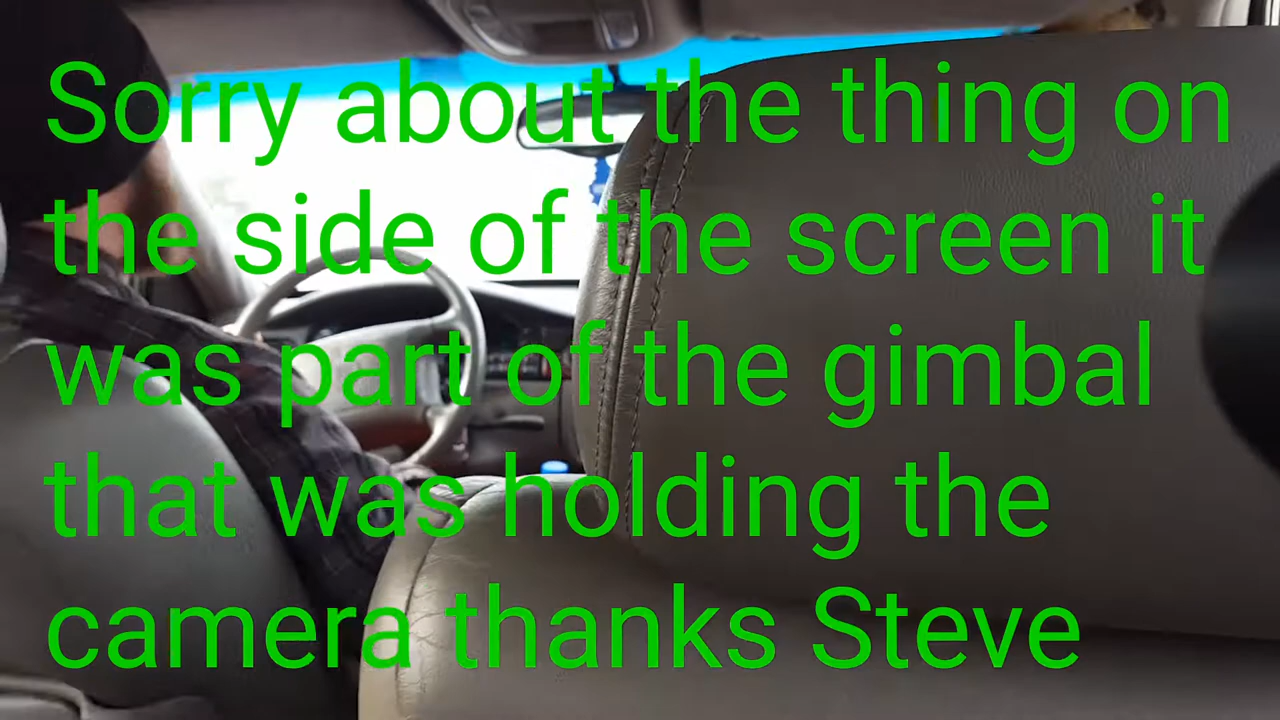 Sorry about the thing on
the side of the screen it
was part of the gimbal
that was holding the
camera thanks Steve